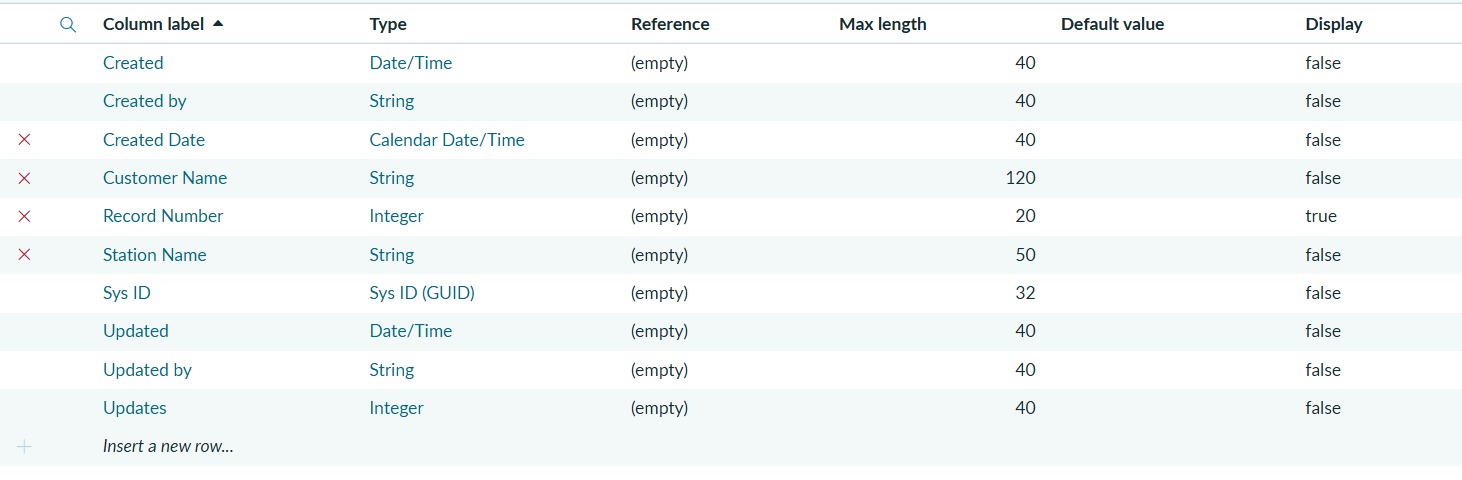 Column label Type Reference Max length Default value Display
Created Date/Time (empty) 40 false
Created by String (empty) 40 false
Created Date Calendar Date/Time (empty) 40 false
Customer Name String (empty) 120 false
Record Number Integer (empty) 20 true
Station Name String (empty) 50 false
Sys ID Sys ID (GUID) (empty) 32 false
Updated Date/Time (empty) 40 false
Updated by String (empty) 40 false
Updates Integer (empty) 40 false
Insert a new row...